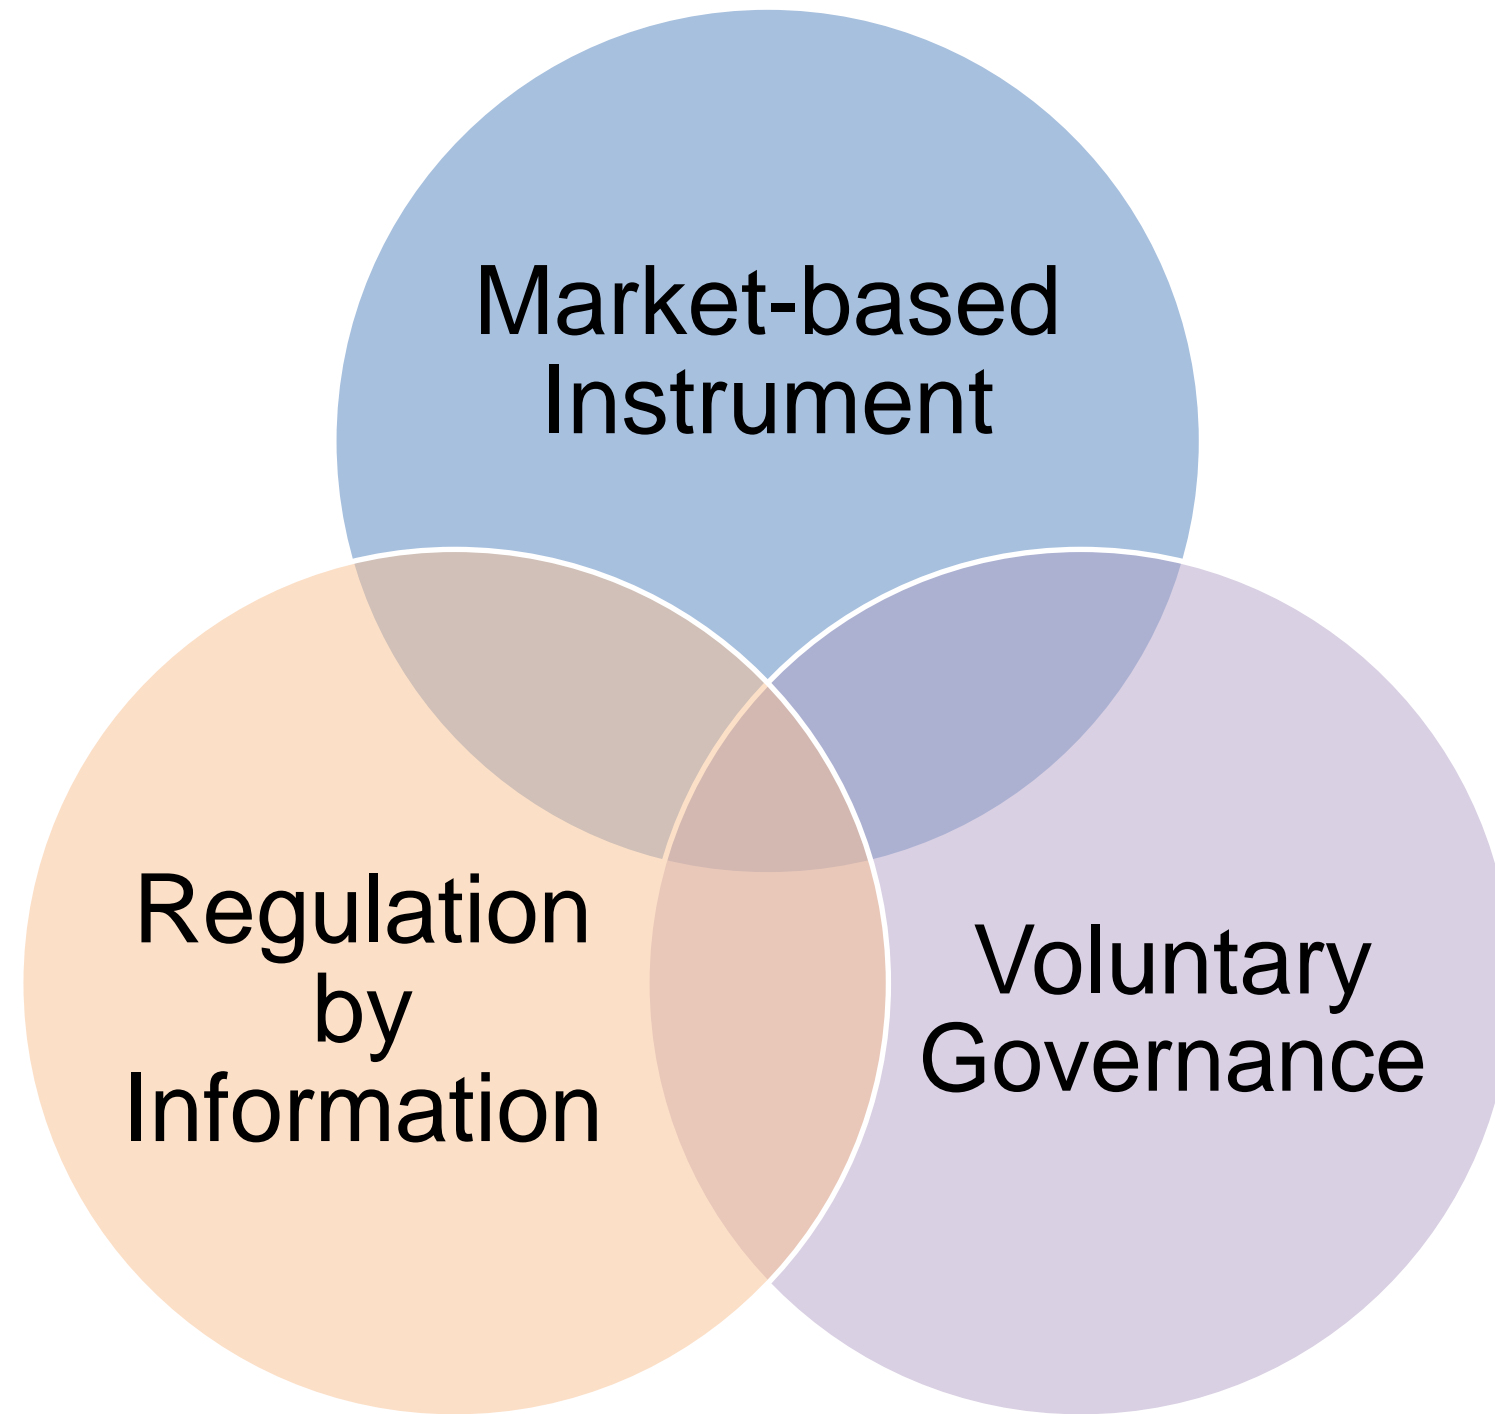 Market-based
Instrument
Regulation
by
Information
Voluntary
Governance